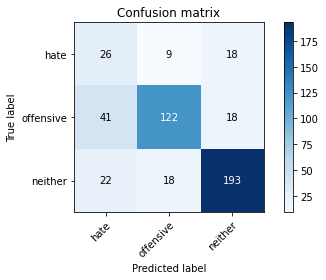 Confusion matrix
hate 26 9 18
offensive 41 122 18
neither 22 18 193
hate offensive neither
True label
Predicted label
175
150
125
100
75
50
25